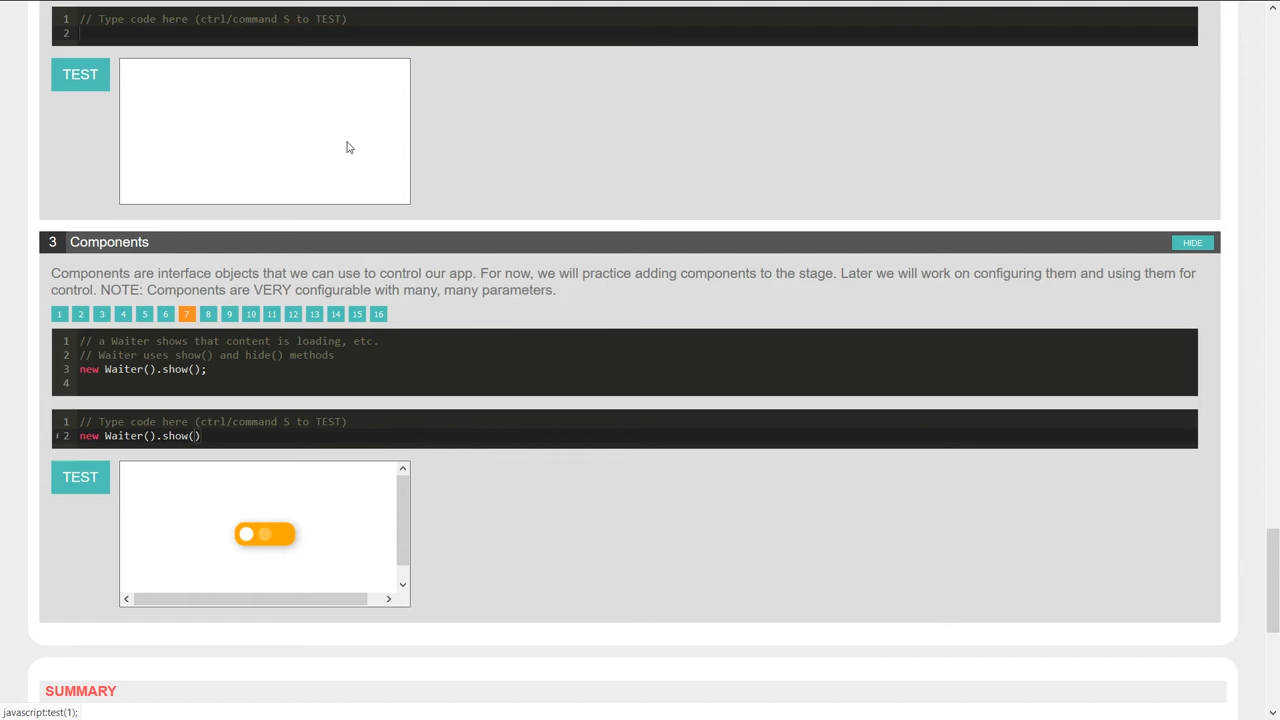 1 // Type code here (ctrl/command S to TEST)
2
TEST
3 Components
HIDE
Components are interface objects that we can use to control our app. For now, we will practice adding components to the stage. Later we will work on configuring them and using them for
control. NOTE: Components are VERY configurable with many, many parameters.
1 2 3 4 5 6 7 8 9 10 11 12 13 14 15 16
1 // a Waiter shows that content is loading, etc.
2 // Waiter uses show() and hide() methods
3 new Waiter().show();
4
1 // Type code here (ctrl/command S to TEST)
i 2 new Waiter().show()
TEST
SUMMARY
javascript:test(1);